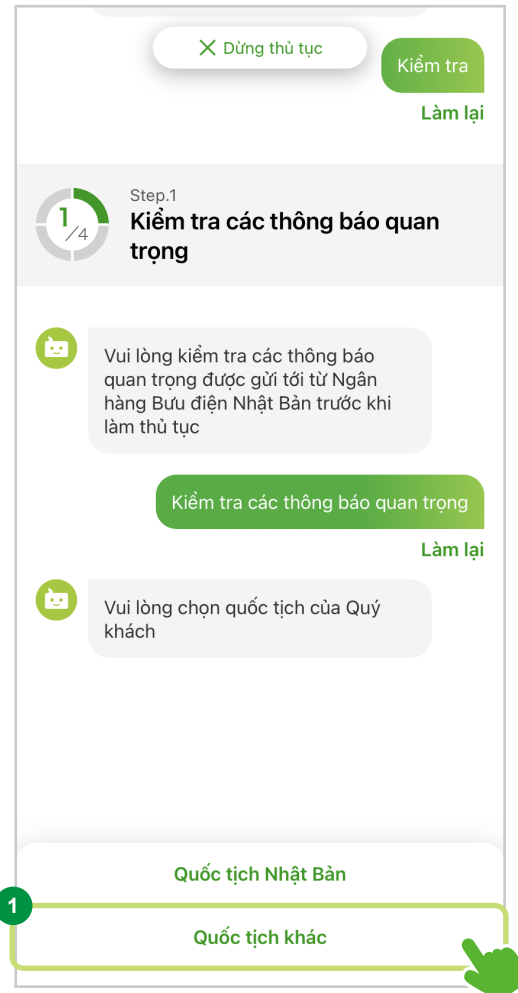 Dừng thủ tục
Kiểm tra
Làm lại
1/4
Step.1
Kiểm tra các thông báo quan
trọng
Vui lòng kiểm tra các thông báo
quan trọng được gửi tới từ Ngân
hàng Bưu điện Nhật Bản trước khi
làm thủ tục
Kiểm tra các thông báo quan trọng
Làm lại
Vui lòng chọn quốc tịch của Quý
khách
Quốc tịch Nhật Bản
1
Quốc tịch khác